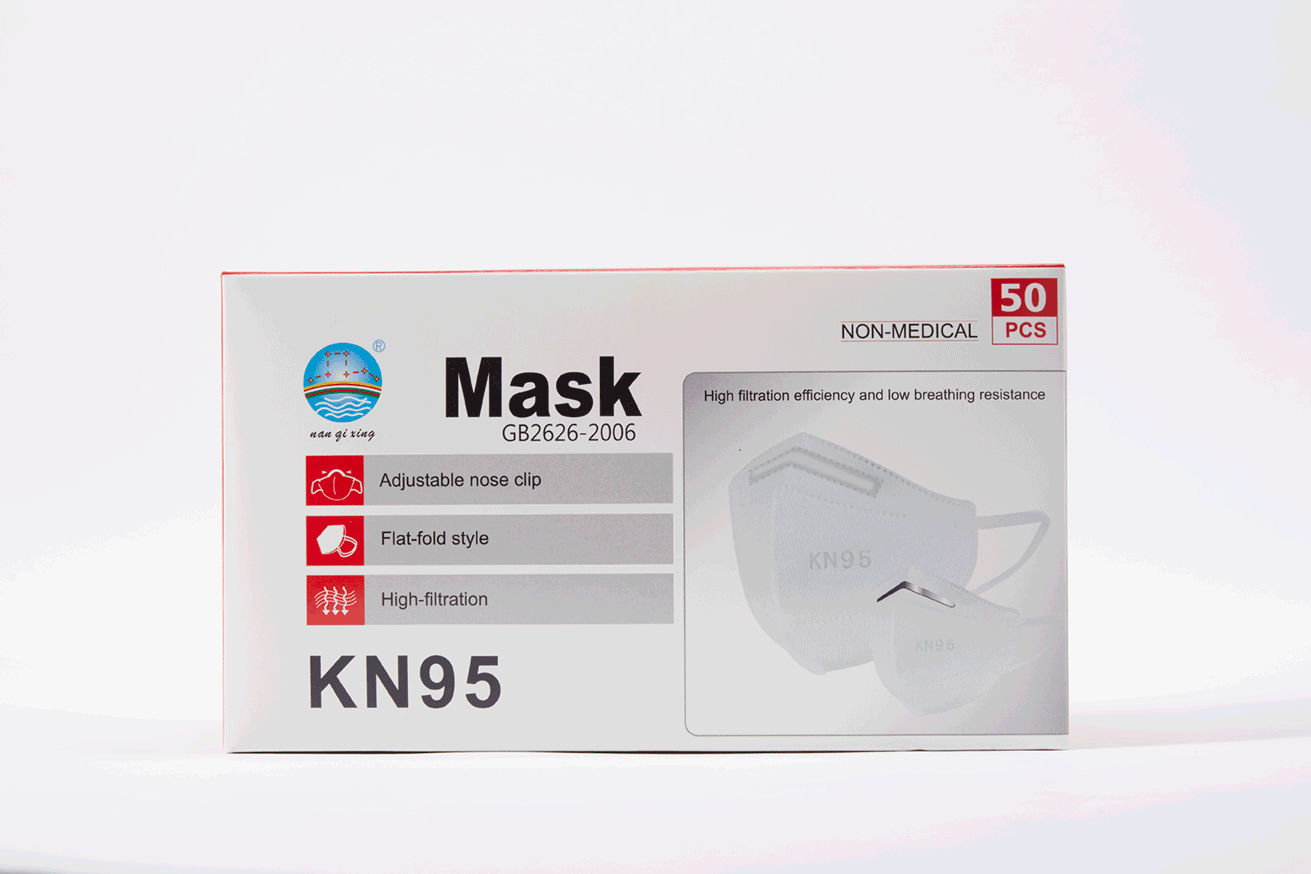 50
PCS
NON-MEDICAL
®
nan qi xing
Mask
GB2626-2006
Adjustable nose clip
Flat-fold style
High-filtration
KN95
High filtration efficiency and low breathing resistance
KN95
KN95